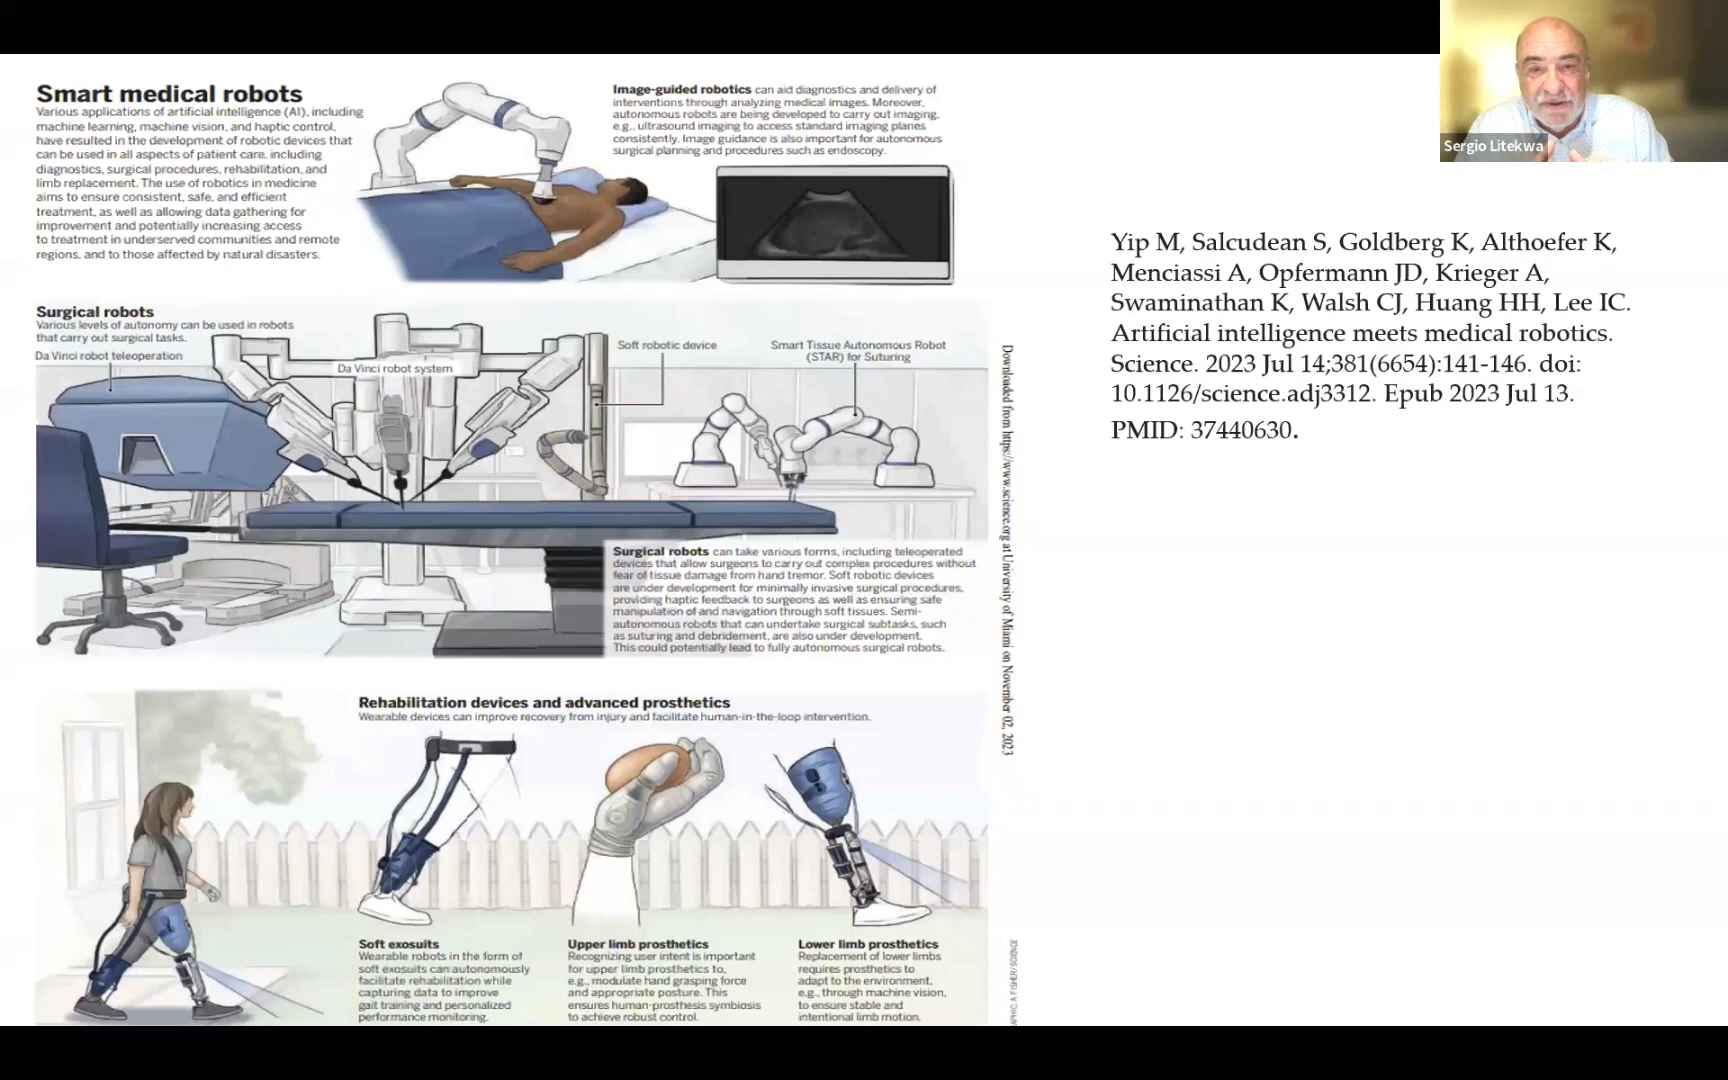 Smart medical robots
Various applications of artificial intelligence (AI), including
machine learning, machine vision, and haptic control,
have resulted in the development of robotic devices that
can be used in all aspects of patient care, including
diagnostics, surgical procedures, rehabilitation, and
limb replacement. The use of robotics in medicine
aims to ensure consistent, safe, and efficient
treatment, as well as allowing data gathering for
improvement and potentially increasing access
to treatment in underserved communities and remote
regions, and to those affected by natural disasters.
Image-guided robotics can aid diagnostics and delivery of
interventions through analyzing medical images. Moreover,
autonomous robots are being developed to carry out imaging,
e.g., ultrasound imaging to access standard imaging planes
consistently. Image guidance is also important for autonomous
surgical planning and procedures such as endoscopy.
Sergio Litekwa
Yip M, Salcudean S, Goldberg K, Althoefer K,
Menciassi A, Opfermann JD, Krieger A,
Swaminathan K, Walsh CJ, Huang HH, Lee IC.
Artificial intelligence meets medical robotics.
Science. 2023 Jul 14;381(6654):141-146. doi:
10.1126/science.adj3312. Epub 2023 Jul 13.
PMID: 37440630.
Surgical robots
Various levels of autonomy can be used in robots
that carry out surgical tasks.
Da Vinci robot teleoperation
Da Vinci robot system
Soft robotic device
Smart Tissue Autonomous Robot
(STAR) for Suturing
Surgical robots can take various forms, including teleoperated
devices that allow surgeons to carry out complex procedures without
fear of tissue damage from hand tremor. Soft robotic devices
are under development for minimally invasive surgical procedures,
providing haptic feedback to surgeons as well as ensuring safe
manipulation of and navigation through soft tissues. Semi-
autonomous robots that can undertake surgical subtasks, such
as suturing and debridement, are also under development.
This could potentially lead to fully autonomous surgical robots.
Downloaded from https://www.science.org at University of Miami on November 02, 2023
Rehabilitation devices and advanced prosthetics
Wearable devices can improve recovery from injury and facilitate human-in-the-loop intervention.
Soft exosuits
Wearable robots in the form of
soft exosuits can autonomously
facilitate rehabilitation while
capturing data to improve
gait training and personalized
performance monitoring.
Upper limb prosthetics
Recognizing user intent is important
for upper limb prosthetics to,
e.g., modulate hand grasping force
and appropriate posture. This
ensures human-prosthesis symbiosis
to achieve robust control.
Lower limb prosthetics
Replacement of lower limbs
requires prosthetics to
adapt to the environment,
e.g., through machine vision,
to ensure stable and
intentional limb motion.
A. FISHER/SCIENCE